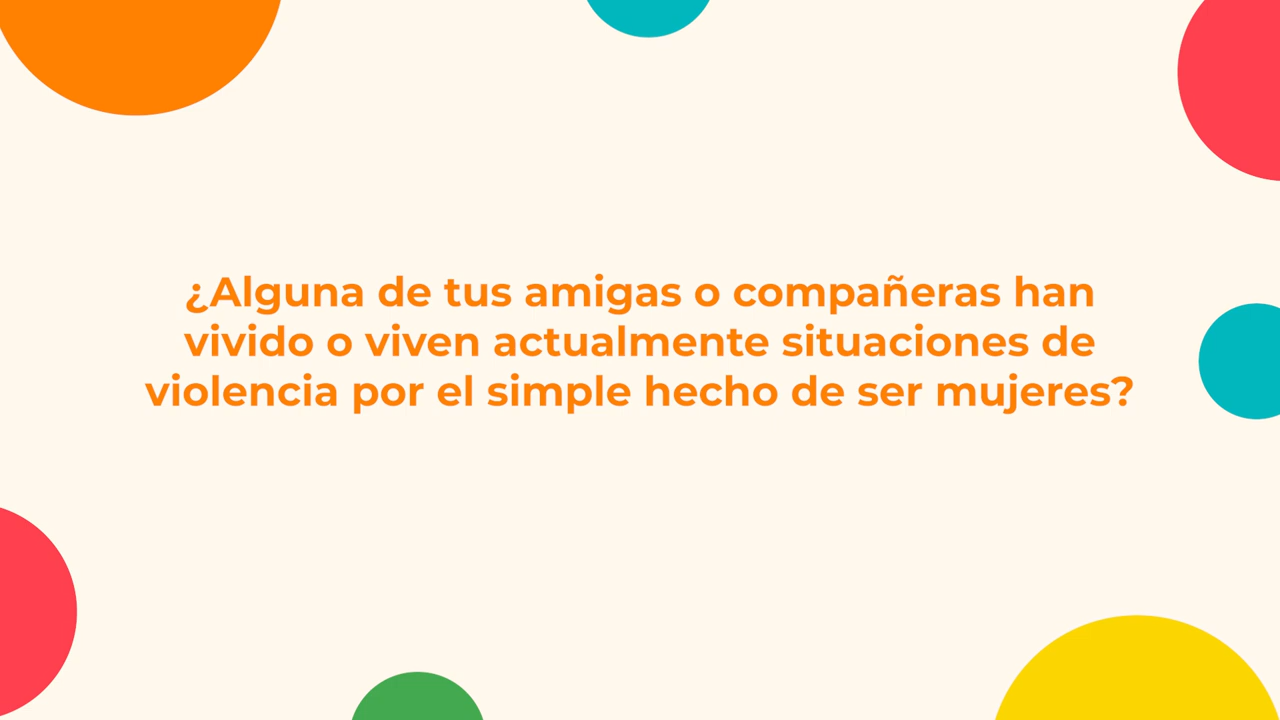 ¿Alguna de tus amigas o compañeras han
vivido o viven actualmente situaciones de
violencia por el simple hecho de ser mujeres?